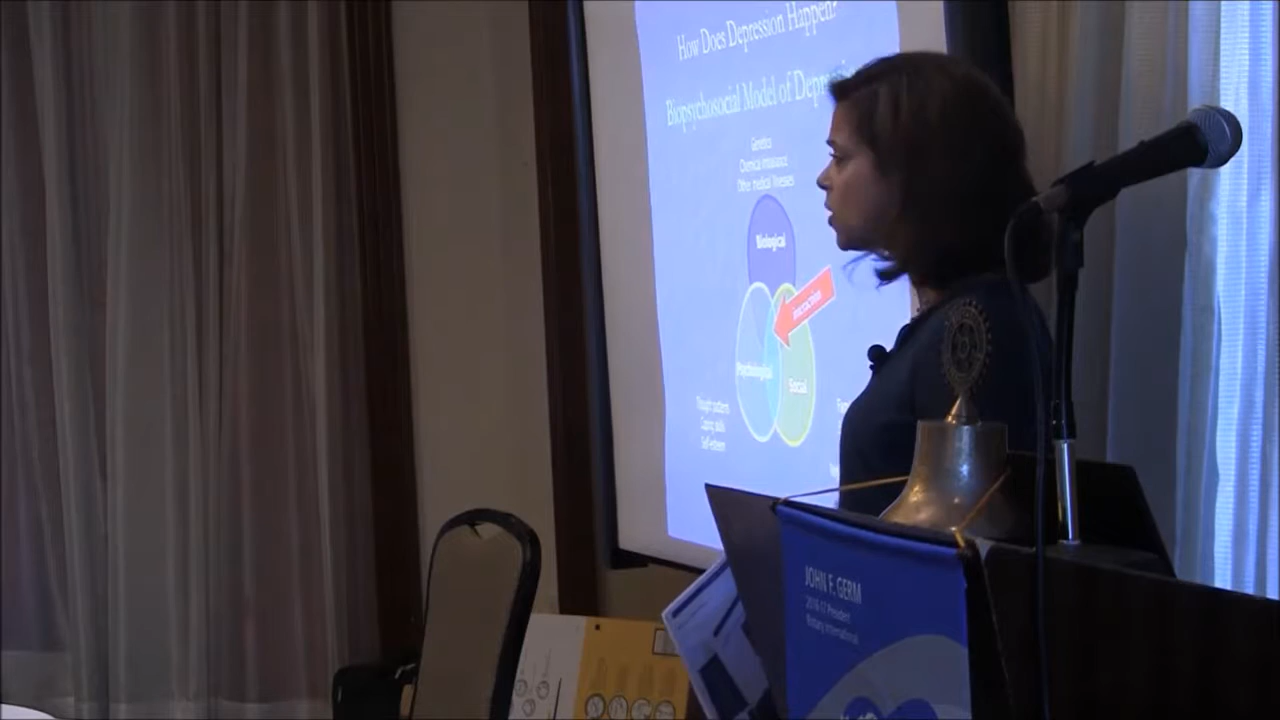 How Does Depression Happen?
Biopsychosocial Model of
Genetics
Chemical Imbalance
Other medical illnesses
Biological
interaction
Psychological
Social
Thought patterns
Coping skills
Self-esteem
JOHN F. GERM
2016-17 President
Rotary International